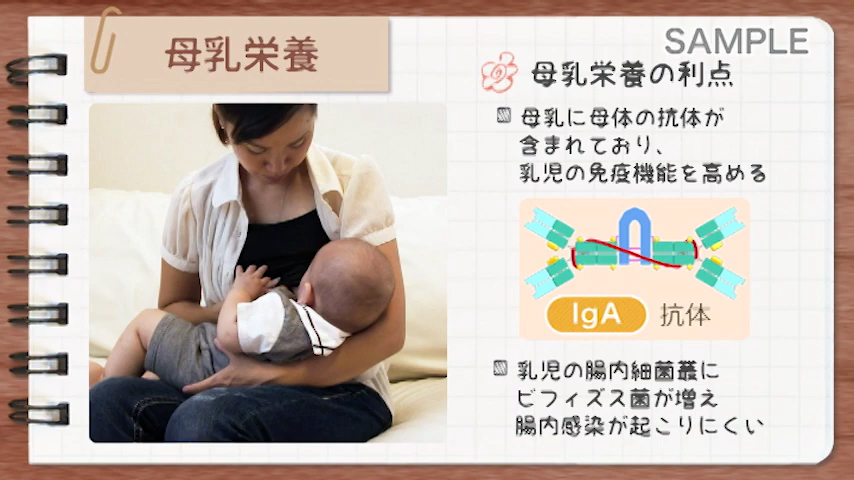 母乳栄養
SAMPLE
母乳栄養の利点
母乳に母体の抗体が
含まれており、
乳児の免疫機能を高める
IgA 抗体
乳児の腸内細菌叢に
ビフィズス菌が増え
腸内感染が起こりにくい